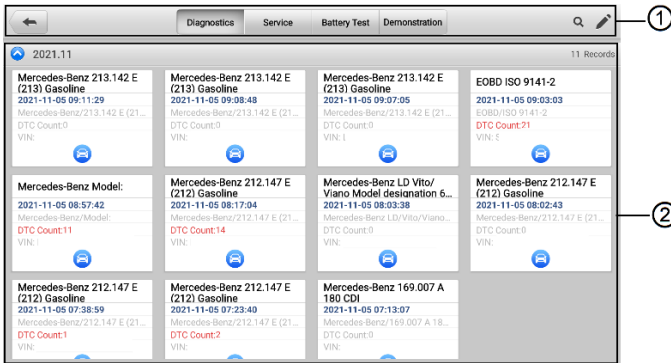 Diagnostics Service Battery Test Demonstration
1
2021.11 11 Records
Mercedes-Benz 213.142 E
(213) Gasoline
2021-11-05 09:11:29
Mercedes-Benz/213.142 E (21...
DTC Count:0
VIN:
Mercedes-Benz 213.142 E
(213) Gasoline
2021-11-05 09:08:48
Mercedes-Benz/213.142 E (21...
DTC Count:0
VIN:
Mercedes-Benz 213.142 E
(213) Gasoline
2021-11-05 09:07:05
Mercedes-Benz/213.142 E (21...
DTC Count:0
VIN:
EOBD ISO 9141-2
2021-11-05 09:03:03
EOBD/ISO 9141-2
DTC Count:21
VIN:
Mercedes-Benz Model:
2021-11-05 08:57:42
Mercedes-Benz/Model:
DTC Count:11
VIN:
Mercedes-Benz 212.147 E
(212) Gasoline
2021-11-05 08:17:04
Mercedes-Benz/212.147 E (21...
DTC Count:14
VIN:
Mercedes-Benz LD Vito/
Viano Model designation 6...
2021-11-05 08:03:38
Mercedes-Benz LD/Vito/Viano...
DTC Count:0
VIN:
Mercedes-Benz 212.147 E
(212) Gasoline
2021-11-05 08:02:43
Mercedes-Benz/212.147 E (21...
DTC Count:0
VIN:
2
Mercedes-Benz 212.147 E
(212) Gasoline
2021-11-05 07:38:59
Mercedes-Benz/212.147 E (21...
DTC Count:1
VIN:
Mercedes-Benz 212.147 E
(212) Gasoline
2021-11-05 07:23:40
Mercedes-Benz/212.147 E (21...
DTC Count:2
VIN:
Mercedes-Benz 169.007 A
180 CDI
2021-11-05 07:13:07
Mercedes-Benz/169.007 A 18...
DTC Count:0
VIN: